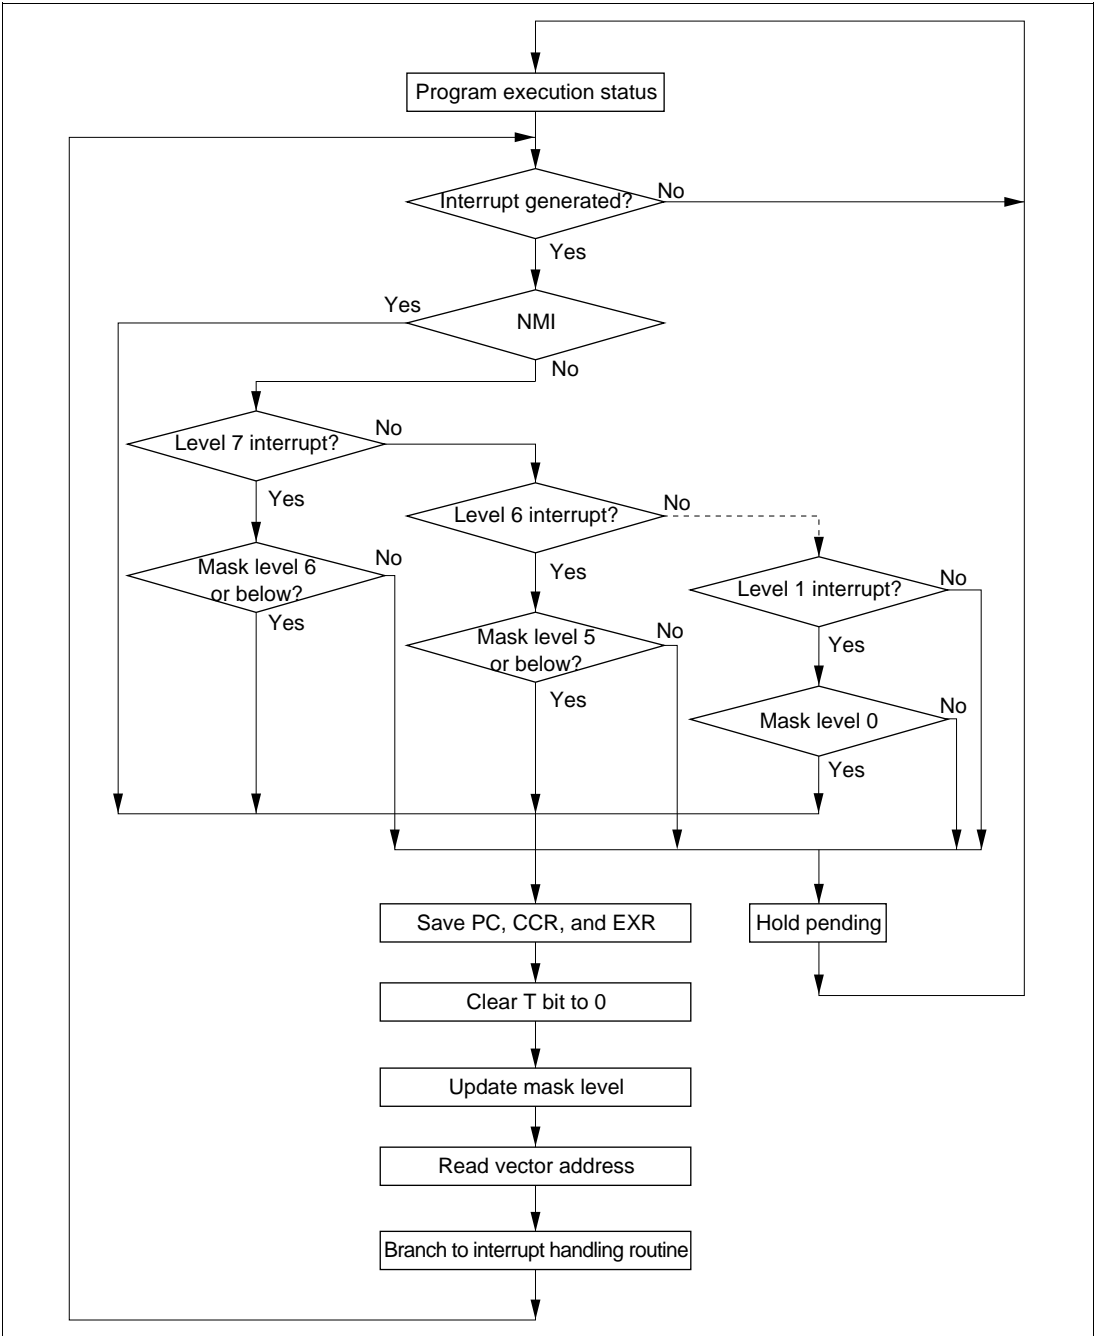 Program execution status
Interrupt generated?
No
Yes
Yes
NMI
No
Level 7 interrupt?
No
Yes
Level 6 interrupt?
No
Mask level 6
or below?
No
Yes
Level 1 interrupt?
No
Yes
Mask level 5
or below?
No
Yes
Yes
Mask level 0
No
Yes
Save PC, CCR, and EXR
Hold pending
Clear T bit to 0
Update mask level
Read vector address
Branch to interrupt handling routine